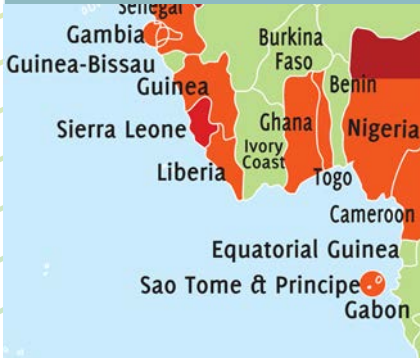 Senegal
Gambia
Guinea-Bissau
Guinea
Sierra Leone
Liberia
Burkina
Faso
Ivory
Coast
Ghana
Togo
Benin
Nigeria
Cameroon
Equatorial Guinea
Sao Tome & Principe
Gabon